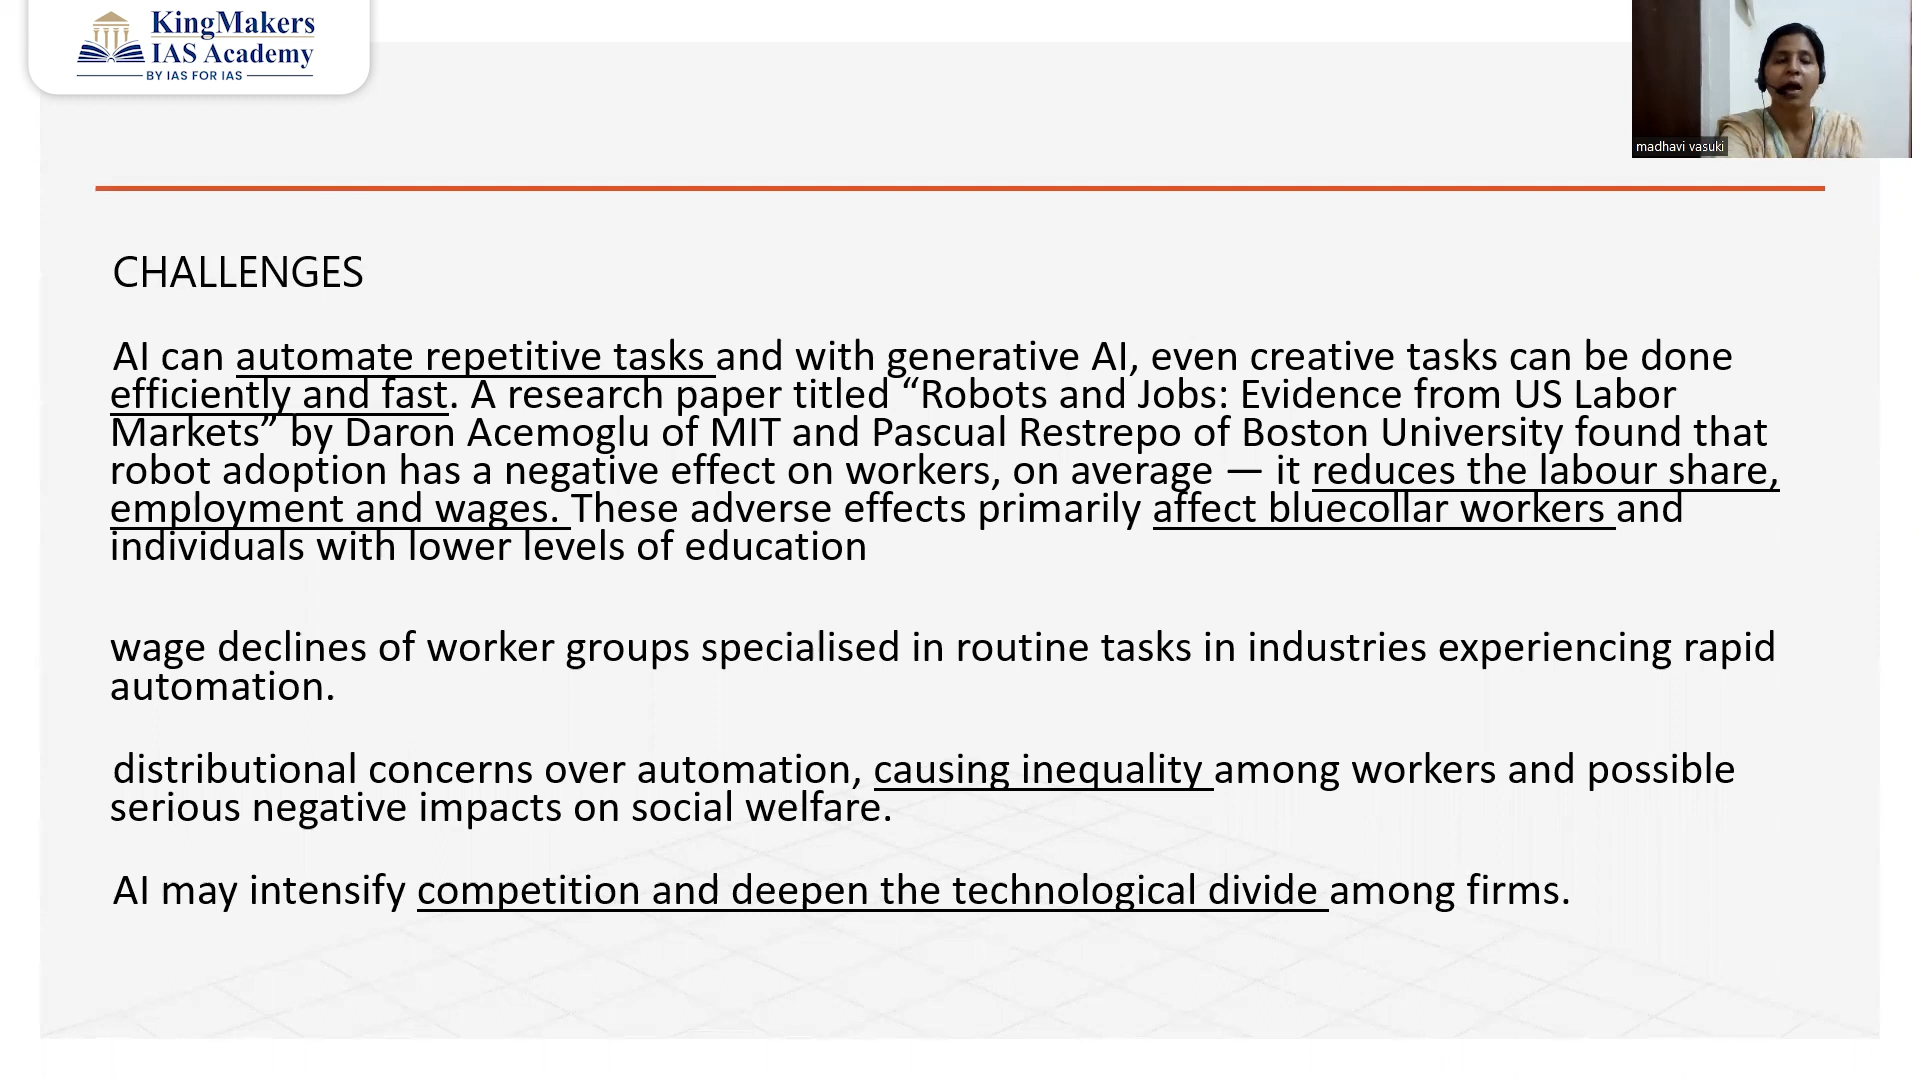 KingMakers
IAS Academy
BY IAS FOR IAS
madhavi vasuki
CHALLENGES
AI can automate repetitive tasks and with generative AI, even creative tasks can be done
efficiently and fast. A research paper titled “Robots and Jobs: Evidence from US Labor
Markets” by Daron Acemoglu of MIT and Pascual Restrepo of Boston University found that
robot adoption has a negative effect on workers, on average — it reduces the labour share,
employment and wages. These adverse effects primarily affect bluecollar workers and
individuals with lower levels of education
wage declines of worker groups specialised in routine tasks in industries experiencing rapid
automation.
distributional concerns over automation, causing inequality among workers and possible
serious negative impacts on social welfare.
AI may intensify competition and deepen the technological divide among firms.